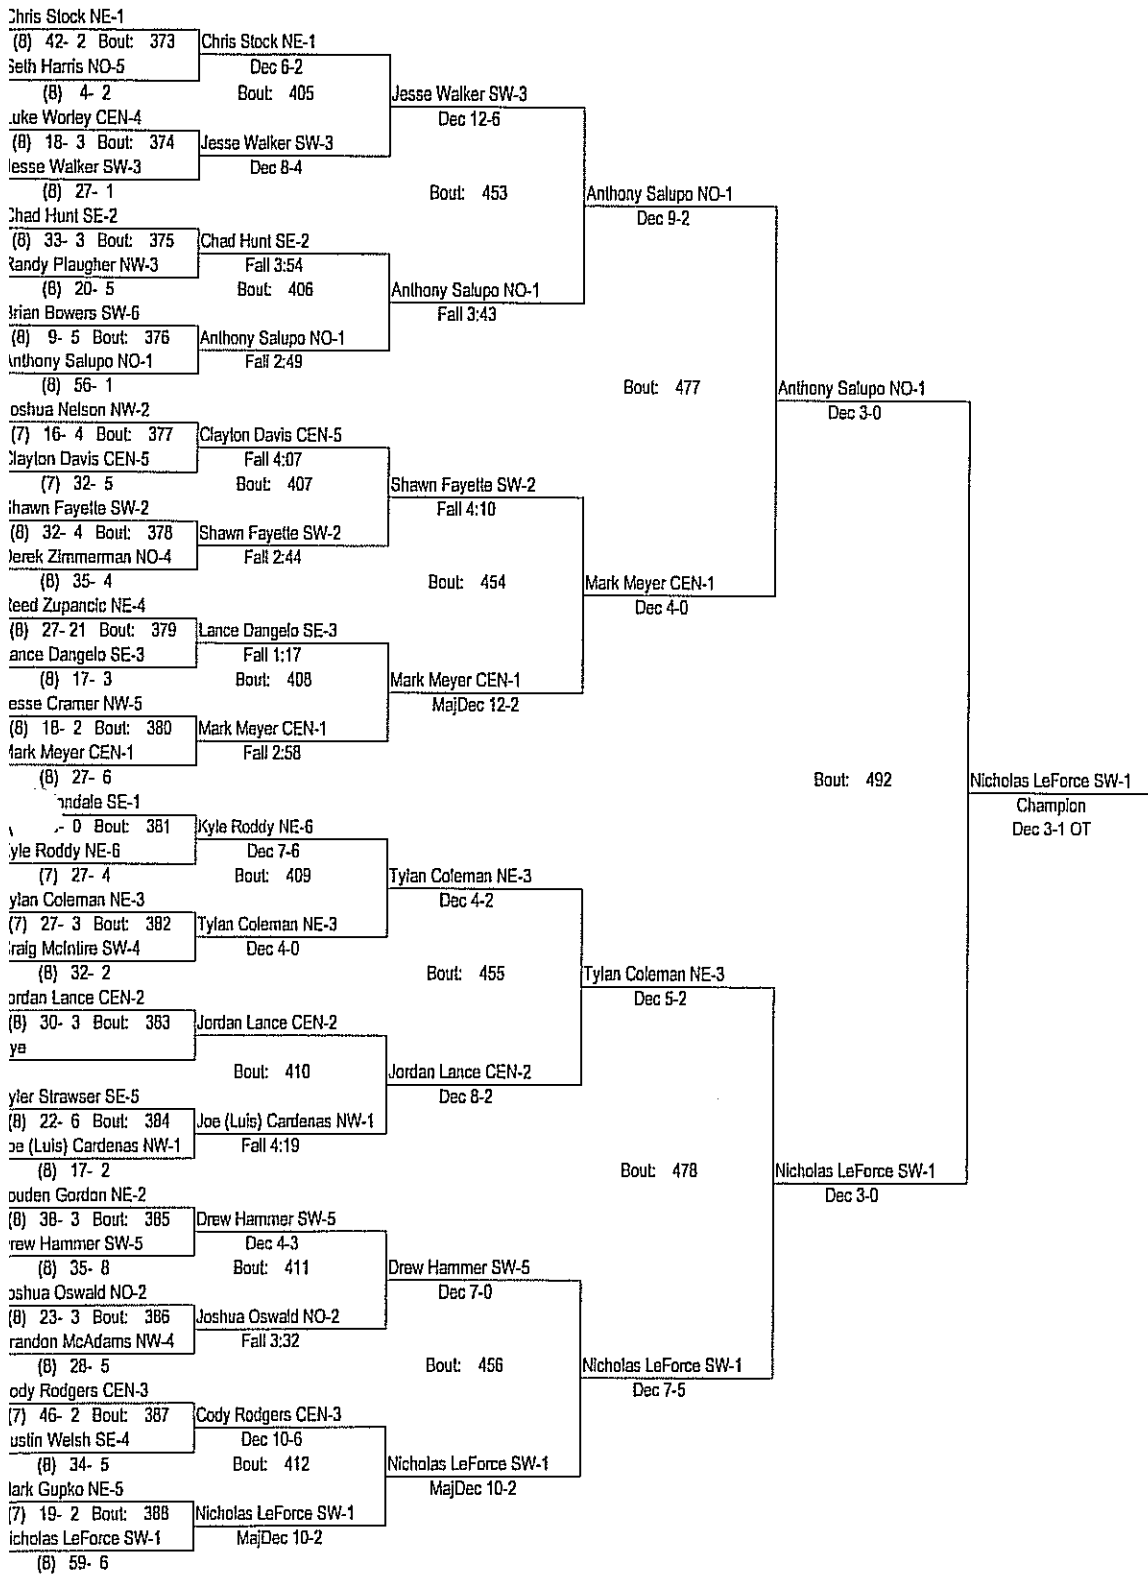 Chris Stock NE-1
(8) 42- 2 Bout: 373
Chris Stock NE-1
Seth Harris NO-5
Dec 6-2
(8) 4- 2
Bout: 405
Jesse Walker SW-3
Luke Worley CEN-4
Dec 12-6
(8) 18- 3 Bout: 374
Jesse Walker SW-3
Jesse Walker SW-3
Dec 8-4
(8) 27- 1
Bout: 453
Anthony Salupo NO-1
Chad Hunt SE-2
Dec 9-2
(8) 33- 3 Bout: 375
Chad Hunt SE-2
Randy Plaugher NW-3
Fall 3:54
(8) 20- 5
Bout: 406
Anthony Salupo NO-1
Brian Bowers SW-6
Fall 3:43
(8) 9- 5 Bout: 376
Anthony Salupo NO-1
Anthony Salupo NO-1
Fall 2:49
(8) 56- 1
Bout: 477
Anthony Salupo NO-1
Joshua Nelson NW-2
Dec 3-0
(7) 16- 4 Bout: 377
Clayton Davis CEN-5
Clayton Davis CEN-5
Fall 4:07
(7) 32- 5
Bout: 407
Shawn Fayette SW-2
Shawn Fayette SW-2
Fall 4:10
(8) 32- 4 Bout: 378
Shawn Fayette SW-2
Derek Zimmerman NO-4
Fall 2:44
(8) 35- 4
Bout: 454
Mark Meyer CEN-1
Reed Zupancic NE-4
Dec 4-0
(8) 27- 21 Bout: 379
Lance Dangelo SE-3
Lance Dangelo SE-3
Fall 1:17
(8) 17- 3
Bout: 408
Mark Meyer CEN-1
Jesse Cramer NW-5
MajDec 12-2
(8) 18- 2 Bout: 380
Mark Meyer CEN-1
Mark Meyer CEN-1
Fall 2:58
(8) 27- 6
Bout: 492
Nicholas LeForce SW-1
ndale SE-1
Champion
- 0 Bout: 381
Kyle Roddy NE-6
Dec 3-1 OT
Kyle Roddy NE-6
Dec 7-6
(7) 27- 4
Bout: 409
Tylan Coleman NE-3
Tylan Coleman NE-3
Dec 4-2
(7) 27- 3 Bout: 382
Tylan Coleman NE-3
Craig McIntire SW-4
Dec 4-0
(8) 32- 2
Bout: 455
Tylan Coleman NE-3
Jordan Lance CEN-2
Dec 5-2
(8) 30- 3 Bout: 383
Jordan Lance CEN-2
ye
Bout: 410
Jordan Lance CEN-2
yler Strawser SE-5
Dec 8-2
(8) 22- 6 Bout: 384
Joe (Luis) Cardenas NW-1
Joe (Luis) Cardenas NW-1
Fall 4:19
(8) 17- 2
Bout: 478
Nicholas LeForce SW-1
ouden Gordon NE-2
Dec 3-0
(8) 38- 3 Bout: 385
Drew Hammer SW-5
Drew Hammer SW-5
Dec 4-3
(8) 35- 8
Bout: 411
Drew Hammer SW-5
Joshua Oswald NO-2
Dec 7-0
(8) 23- 3 Bout: 386
Joshua Oswald NO-2
randon McAdams NW-4
Fall 3:32
(8) 28- 5
Bout: 456
Nicholas LeForce SW-1
Cody Rodgers CEN-3
Dec 7-5
(7) 46- 2 Bout: 387
Cody Rodgers CEN-3
ustin Welsh SE-4
Dec 10-6
(8) 34- 5
Bout: 412
Nicholas LeForce SW-1
Mark Gupko NE-5
MajDec 10-2
(7) 19- 2 Bout: 388
Nicholas LeForce SW-1
Nicholas LeForce SW-1
MajDec 10-2
(8) 59- 6